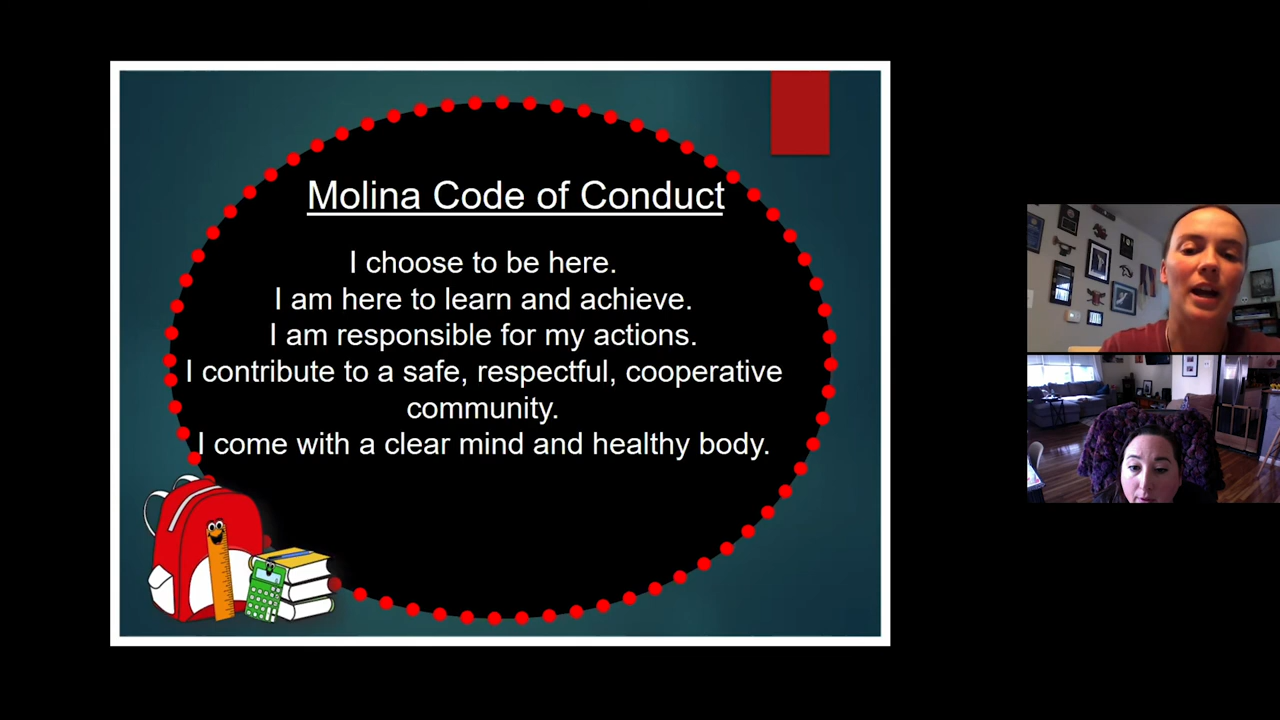 Molina Code of Conduct
I choose to be here.
I am here to learn and achieve.
I am responsible for my actions.
I contribute to a safe, respectful, cooperative
community.
I come with a clear mind and healthy body.